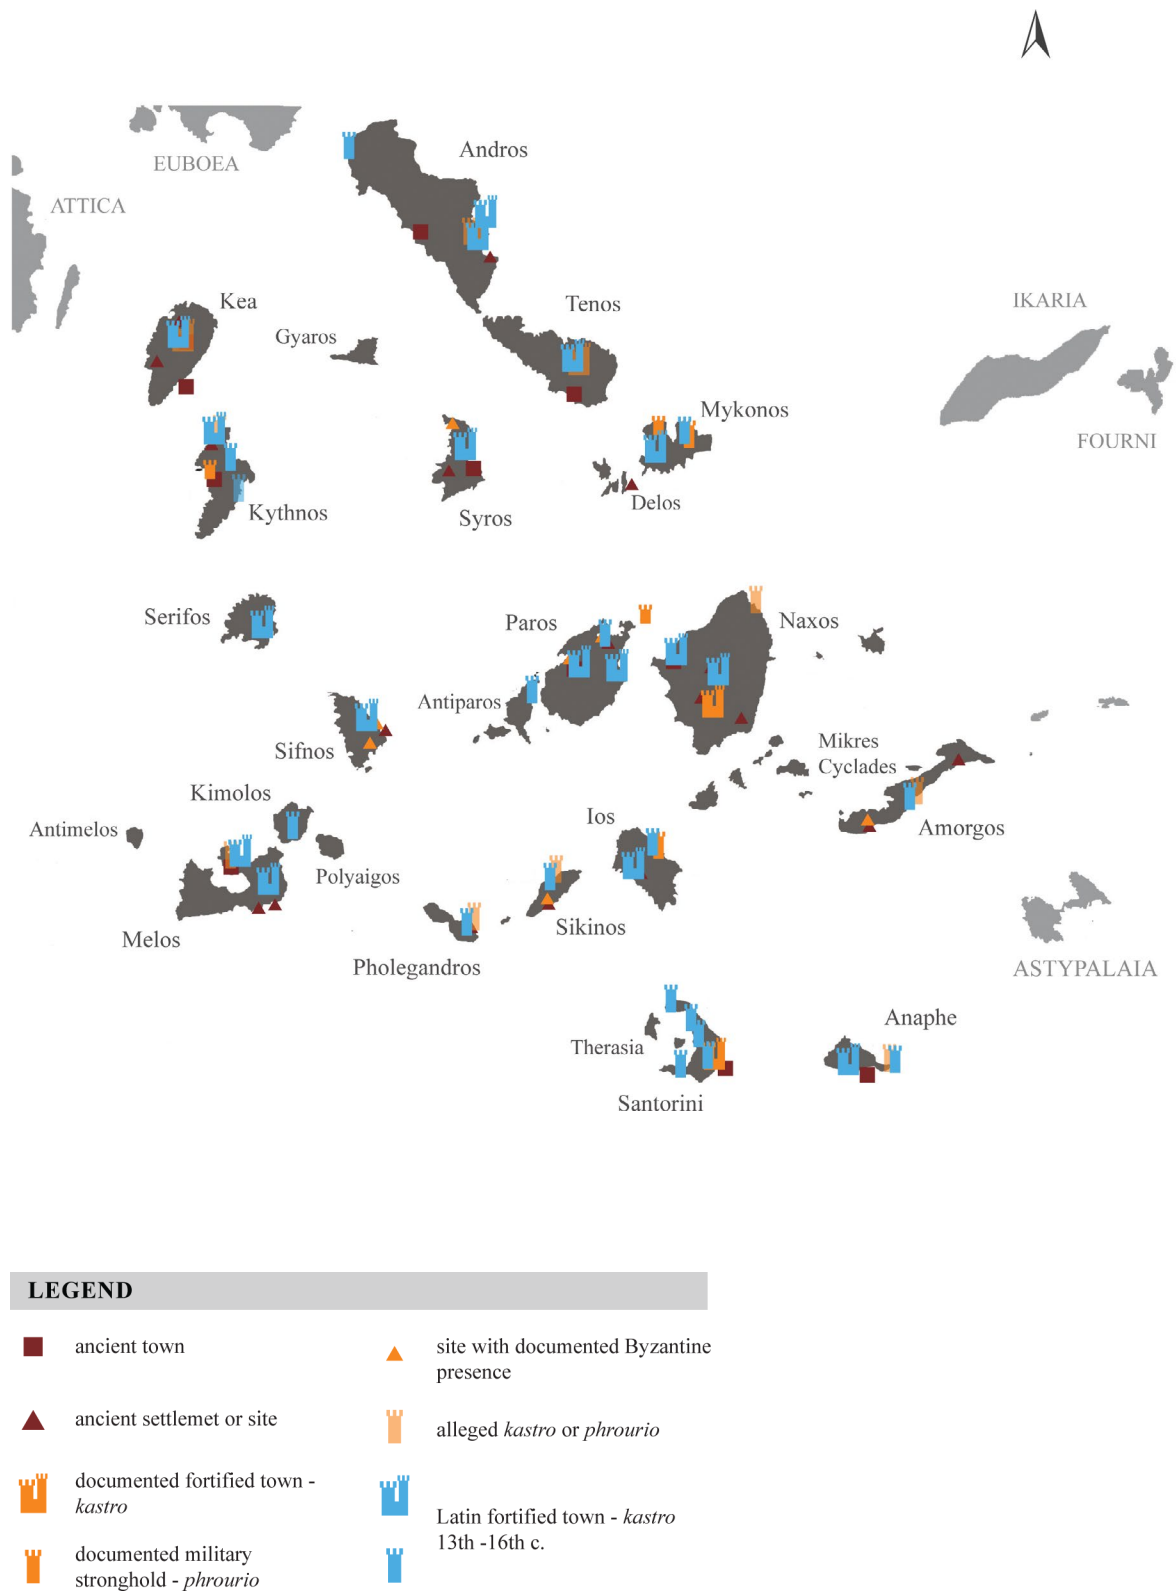 Andros
EUBOEA
ATTICA
Kea
Tenos
IKARIA
Gyaros
Mykonos
FOURNI
Delos
Kythnos
Syros
Serifos
Paros
Naxos
Antiparos
Sifnos
Mikres
Cyclades
Kimolos
Ios
Antimelos
Amorgos
Polyaigos
Sikinos
Melos
Pholegandros
ASTYPALAIA
Anaphe
Therasia
Santorini
LEGEND
ancient town
ancient settlemet or site
documented fortified town -
kastro
documented military
stronghold - phrourio
site with documented Byzantine
presence
alleged kastro or phrourio
Latin fortified town - kastro
13th -16th c.